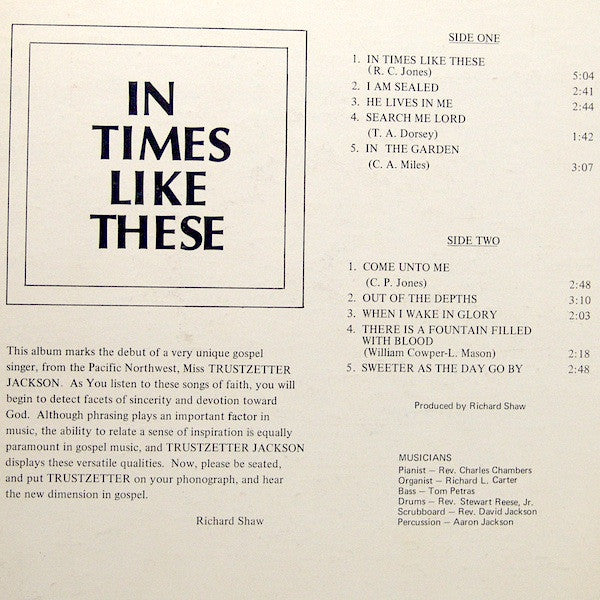 IN
TIMES
LIKE
THESE
This album marks the debut of a very unique gospel
singer, from the Pacific Northwest, Miss TRUSTZETTER
JACKSON. As You listen to these songs of faith, you will
begin to detect facets of sincerity and devotion toward
God. Although phrasing plays an important factor in
music, the ability to relate a sense of inspiration is equally
paramount in gospel music, and TRUSTZETTER JACKSON
displays these versatile qualities. Now, please be seated,
and put TRUSTZETTER on your phonograph, and hear
the new dimension in gospel.
Richard Shaw
SIDE ONE
1. IN TIMES LIKE THESE
(R. C. Jones) 5:04
2. I AM SEALED 2:41
3. HE LIVES IN ME 2:44
4. SEARCH ME LORD
(T. A. Dorsey) 1:42
5. IN THE GARDEN
(C. A. Miles) 3:07
SIDE TWO
1. COME UNTO ME
(C. P. Jones) 2:48
2. OUT OF THE DEPTHS 3:10
3. WHEN I WAKE IN GLORY 2:03
4. THERE IS A FOUNTAIN FILLED
WITH BLOOD
(William Cowper-L. Mason) 2:18
5. SWEETER AS THE DAY GO BY 2:48
Produced by Richard Shaw
MUSICIANS
Pianist – Rev. Charles Chambers
Organist – Richard L. Carter
Bass – Tom Petras
Drums – Rev. Stewart Reese, Jr.
Scrubboard – Rev. David Jackson
Percussion – Aaron Jackson